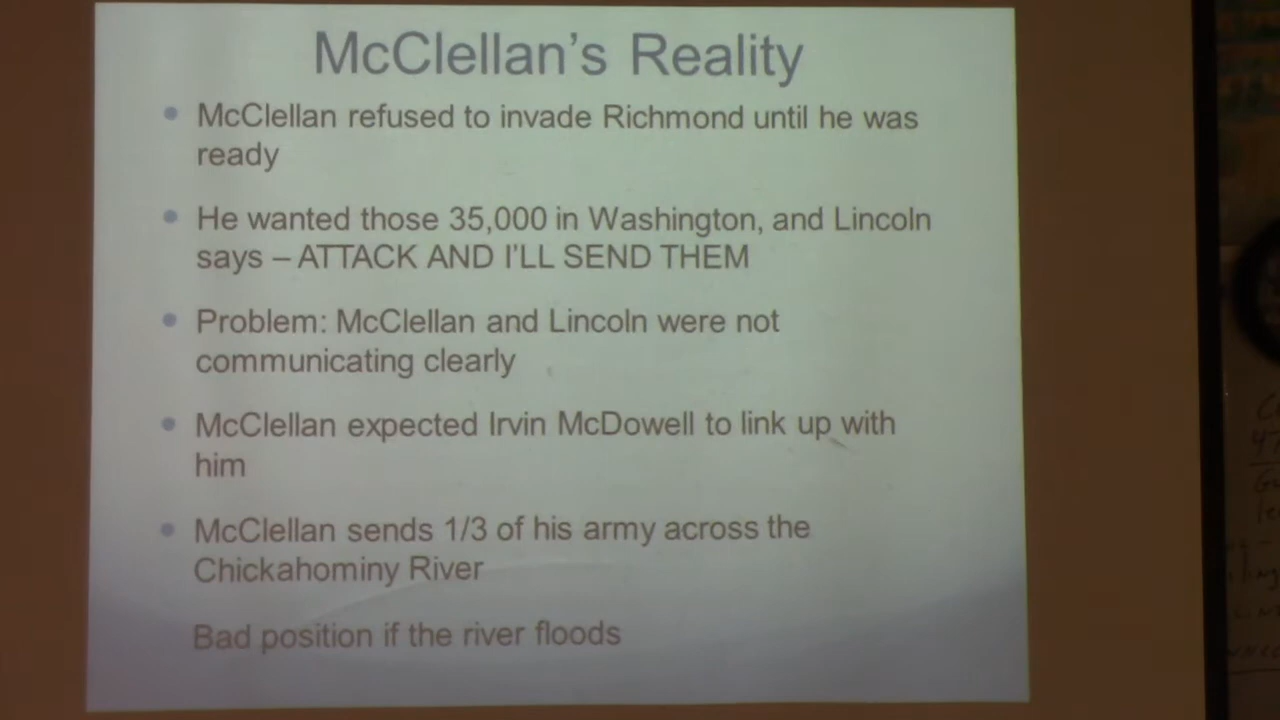 McClellan's Reality
• McClellan refused to invade Richmond until he was
ready
• He wanted those 35,000 in Washington, and Lincoln
says – ATTACK AND I'LL SEND THEM
• Problem: McClellan and Lincoln were not
communicating clearly
• McClellan expected Irvin McDowell to link up with
him
• McClellan sends 1/3 of his army across the
Chickahominy River
Bad position if the river floods